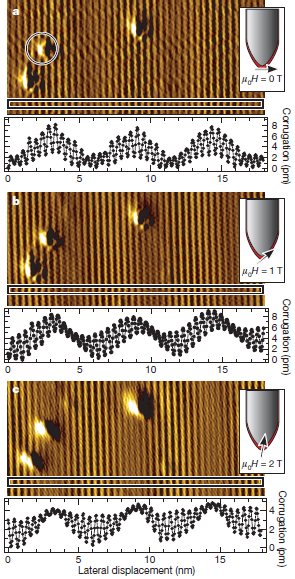 a
μ₀H = 0 T
Corrugation (pm)
8
6
4
2
0
0 5 10 15
b
μ₀H = 1 T
Corrugation (pm)
8
6
4
2
0
0 5 10 15
c
μ₀H = 2 T
Corrugation (pm)
4
2
0
0 5 10 15
Lateral displacement (nm)